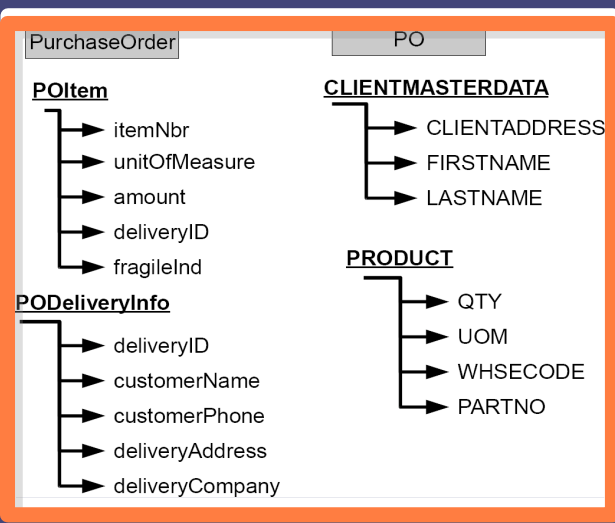 PurchaseOrder
POItem
itemNbr
unitOfMeasure
amount
deliveryID
fragileInd
PODeliveryInfo
deliveryID
customerName
customerPhone
deliveryAddress
deliveryCompany
PO
CLIENTMASTERDATA
CLIENTADDRESS
FIRSTNAME
LASTNAME
PRODUCT
QTY
UOM
WHSECODE
PARTNO